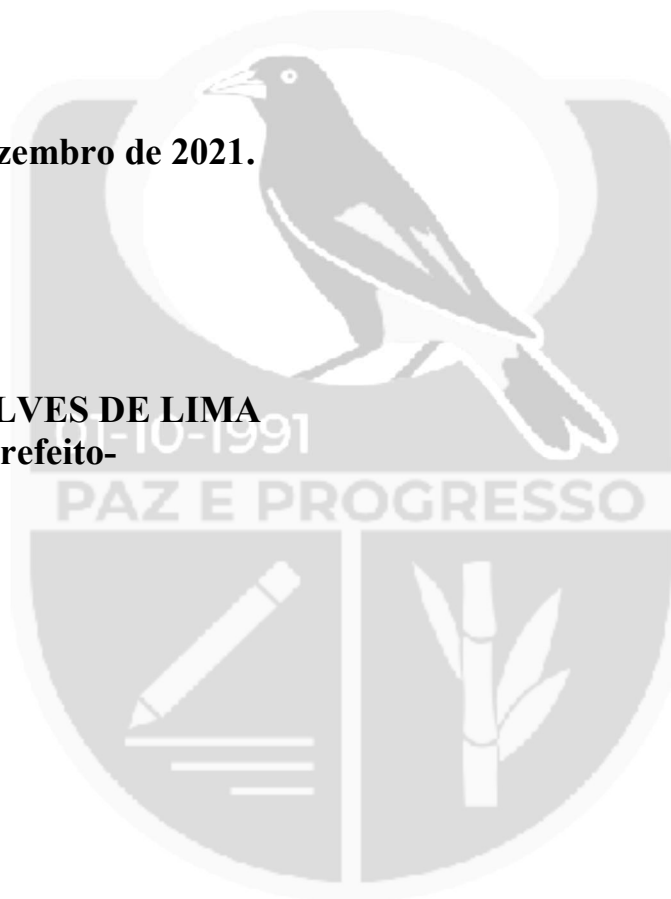 zembro de 2021.
LVES DE LIMA
01-10-1991
refeito-
PAZ E PROGRESSO